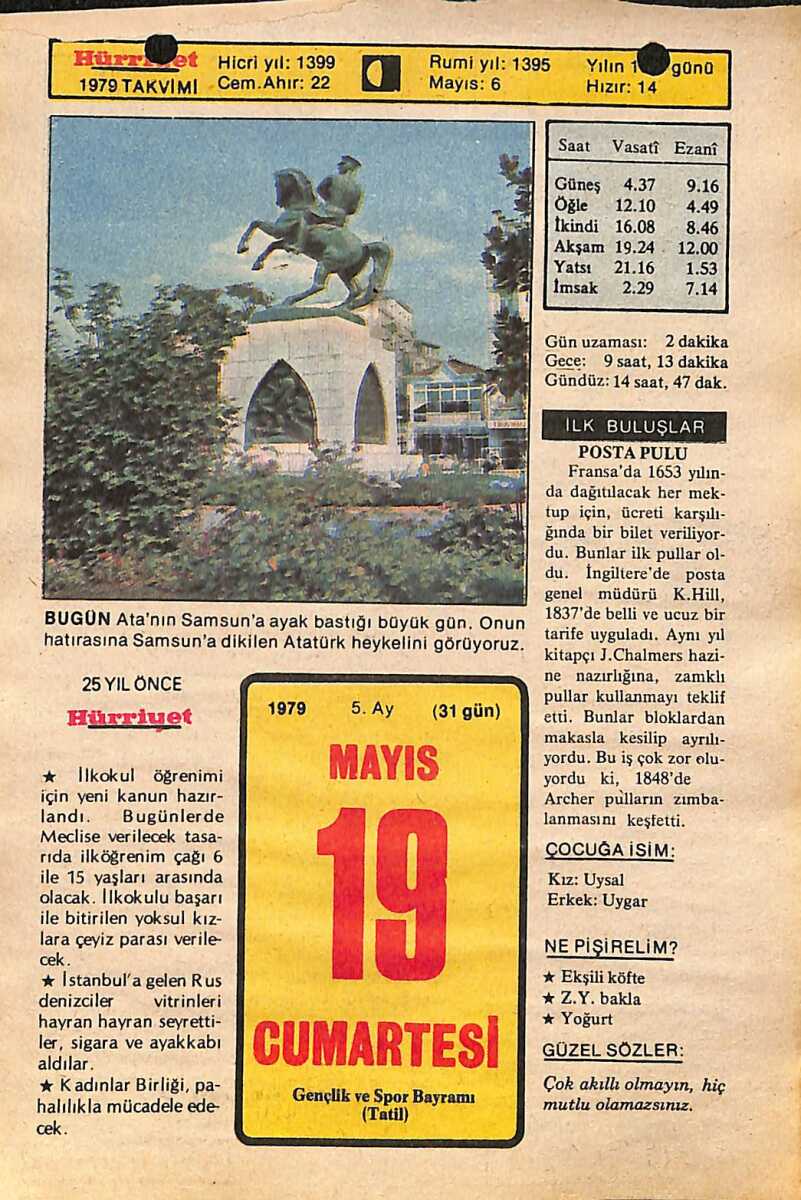 Hürriyet
1979 TAKVİMİ
Hicri yıl: 1399
Cem.Ahır: 22
Rumi yıl: 1395
Mayıs: 6
Yılın günü
Hızır: 14
Saat Vasatî Ezanî
Güneş 4.37 9.16
Öğle 12.10 4.49
İkindi 16.08 8.46
Akşam 19.24 12.00
Yatsı 21.16 1.53
İmsak 2.29 7.14
Gün uzaması: 2 dakika
Gece: 9 saat, 13 dakika
Gündüz: 14 saat, 47 dak.
İLK BULUŞLAR
POSTA PULU
Fransa'da 1653 yılın-
da dağıtılacak her mek-
tup için, ücreti karşılı-
ğında bir bilet veriliyor-
du. Bunlar ilk pullar ol-
du. İngiltere'de posta
genel müdürü K.Hill,
1837'de belli ve ucuz bir
tarife uyguladı. Aynı yıl
kitapçı J.Chalmers hazi-
ne nazırlığına, zamklı
pullar kullanmayı teklif
etti. Bunlar bloklardan
makasla kesilip ayrılı-
yordu. Bu iş çok zor olu-
yordu ki, 1848'de
Archer pulların zımba-
lanmasını keşfetti.
ÇOCUĞA İSİM:
Kız: Uysal
Erkek: Uygar
NE PİŞİRELİM?
★ Ekşili köfte
★ Z.Y. bakla
★ Yoğurt
GÜZEL SÖZLER:
Çok akıllı olmayın, hiç
mutlu olamazsınız.
BUGÜN Ata'nın Samsun'a ayak bastığı büyük gün. Onun
hatırasına Samsun'a dikilen Atatürk heykelini görüyoruz.
25 YIL ÖNCE
Hürriyet
★ İlkokul öğrenimi
için yeni kanun hazır-
landı. Bugünlerde
Meclise verilecek tasa-
rıda ilköğrenim çağı 6
ile 15 yaşları arasında
olacak. İlkokulu başarı
ile bitirilen yoksul kız-
lara çeyiz parası verile-
cek.
★ İstanbul'a gelen Rus
denizciler vitrinleri
hayran hayran seyretti-
ler, sigara ve ayakkabı
aldılar.
★ Kadınlar Birliği, pa-
halılıkla mücadele ede-
cek.
1979 5. Ay (31 gün)
MAYIS
19
CUMARTESİ
Gençlik ve Spor Bayramı
(Tatil)